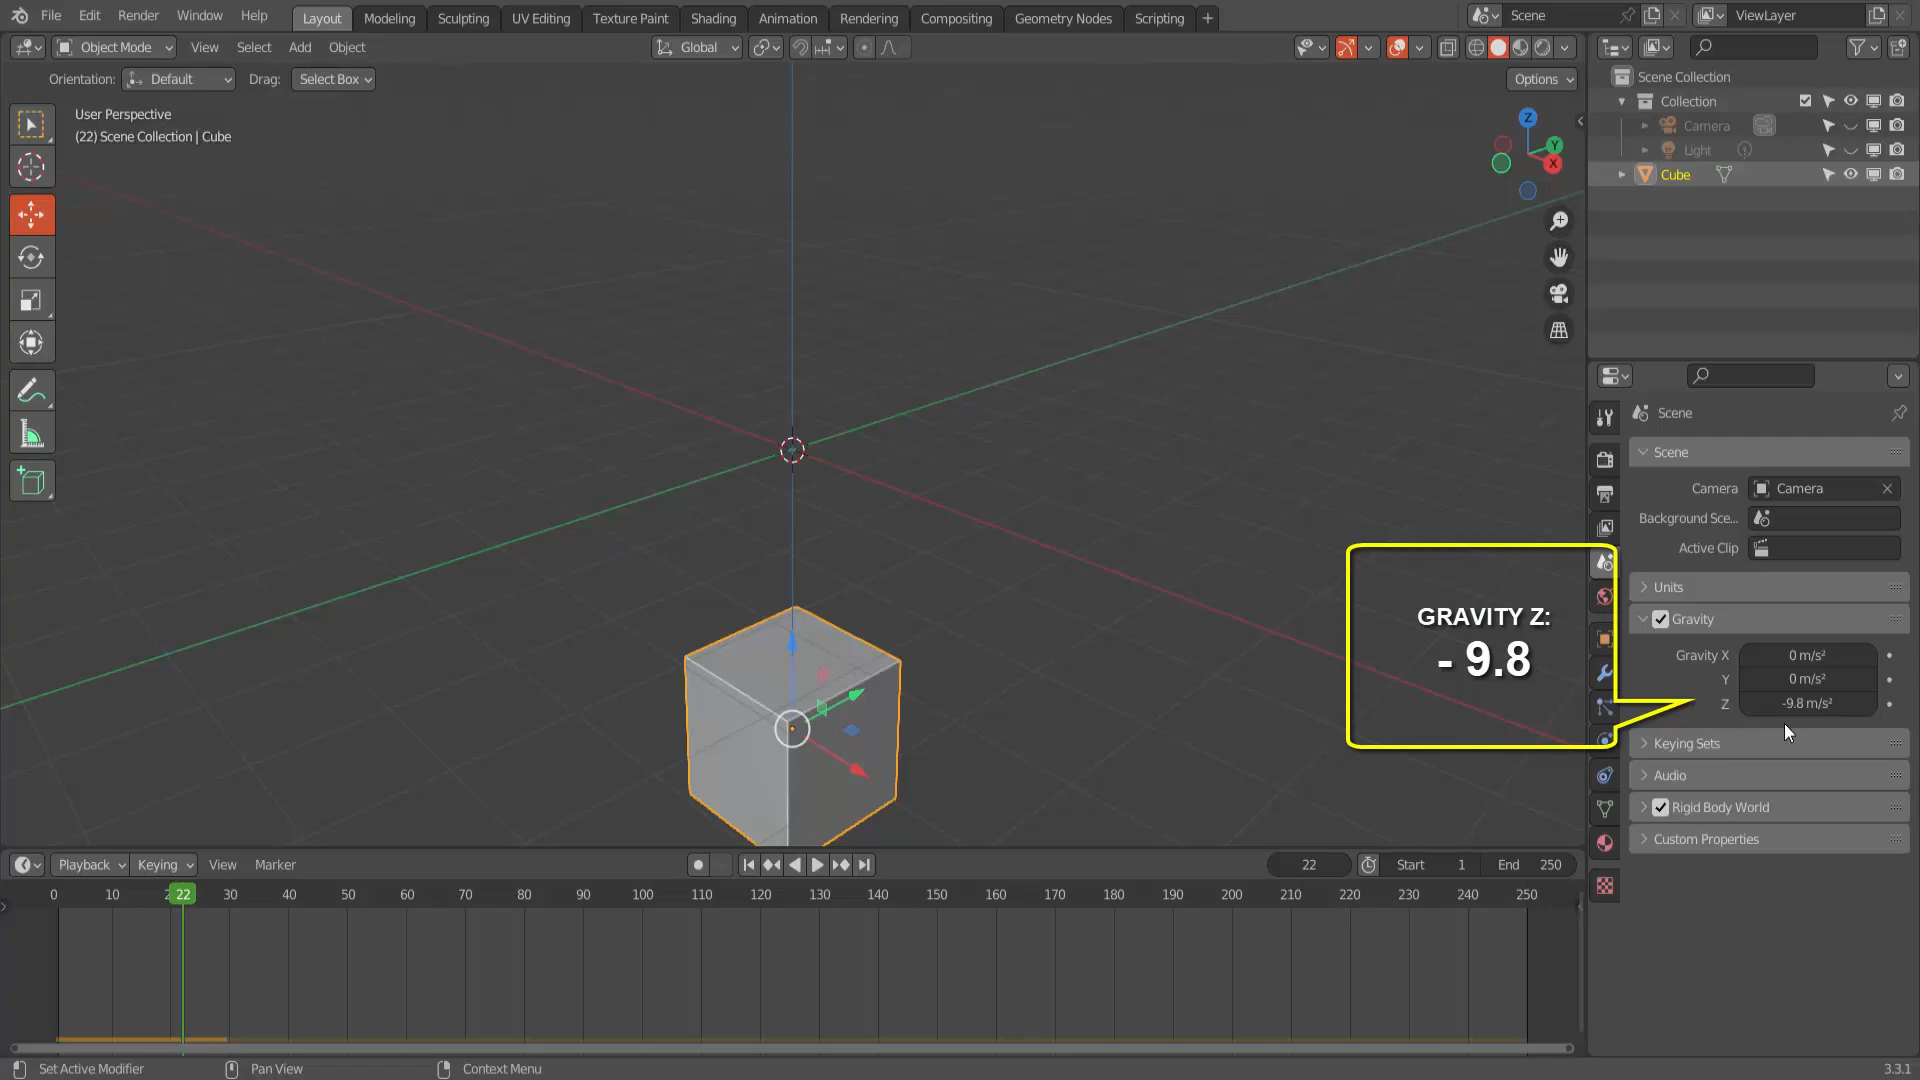 File Edit Render Window Help Layout Modeling Sculpting UV Editing Texture Paint Shading Animation Rendering Compositing Geometry Nodes Scripting + Scene ViewLayer
Object Mode View Select Add Object Global
Orientation: Default Drag: Select Box Options
User Perspective
(22) Scene Collection | Cube
Z
Y
X
Scene Collection
Collection
Camera
Light
Cube
Scene
Scene
Camera Camera
Background Sce...
Active Clip
Units
Gravity
Gravity X 0 m/s²
Y 0 m/s²
Z -9.8 m/s²
Keying Sets
Audio
Rigid Body World
Custom Properties
GRAVITY Z:
- 9.8
Playback Keying View Marker 22 Start 1 End 250
0 10 22 30 40 50 60 70 80 90 100 110 120 130 140 150 160 170 180 190 200 210 220 230 240 250
Set Active Modifier Pan View Context Menu 3.3.1